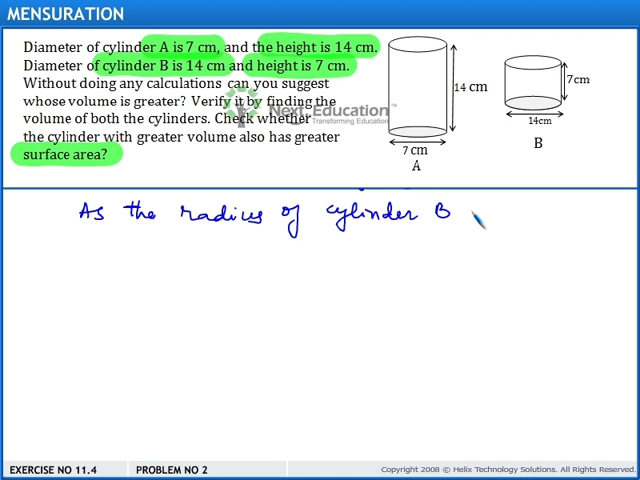 MENSURATION
Diameter of cylinder A is 7 cm, and the height is 14 cm.
Diameter of cylinder B is 14 cm and height is 7 cm.
Without doing any calculations can you suggest
whose volume is greater? Verify it by finding the
volume of both the cylinders. Check whether
the cylinder with greater volume also has greater
surface area?
Next Education™
Transforming Education
14 cm
7 cm
A
7cm
14cm
B
As the radius of cylinder B
EXERCISE NO 11.4
PROBLEM NO 2
Copyright 2008 © Helix Technology Solutions. All Rights Reserved.